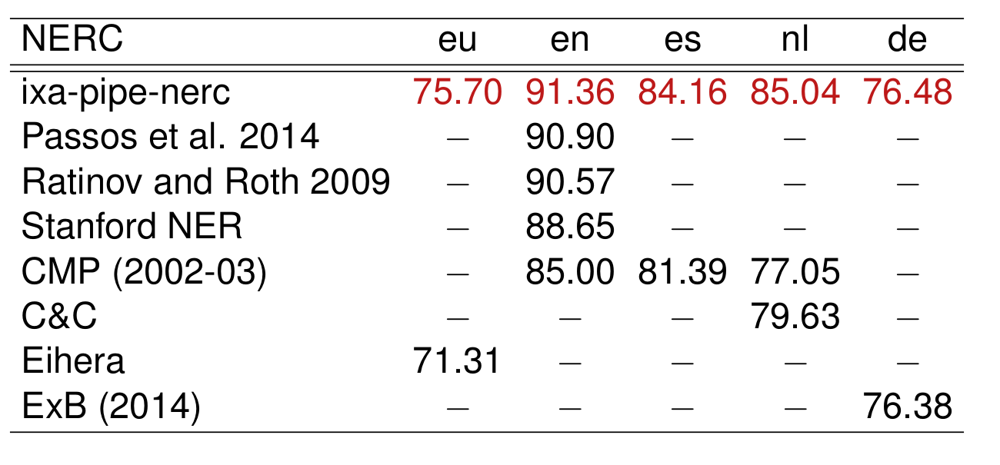 NERC eu en es nl de
ixa-pipe-nerc 75.70 91.36 84.16 85.04 76.48
Passos et al. 2014 – 90.90 – – –
Ratinov and Roth 2009 – 90.57 – – –
Stanford NER – 88.65 – – –
CMP (2002-03) – 85.00 81.39 77.05 –
C&C – – – 79.63 –
Eihera 71.31 – – – –
ExB (2014) – – – – 76.38